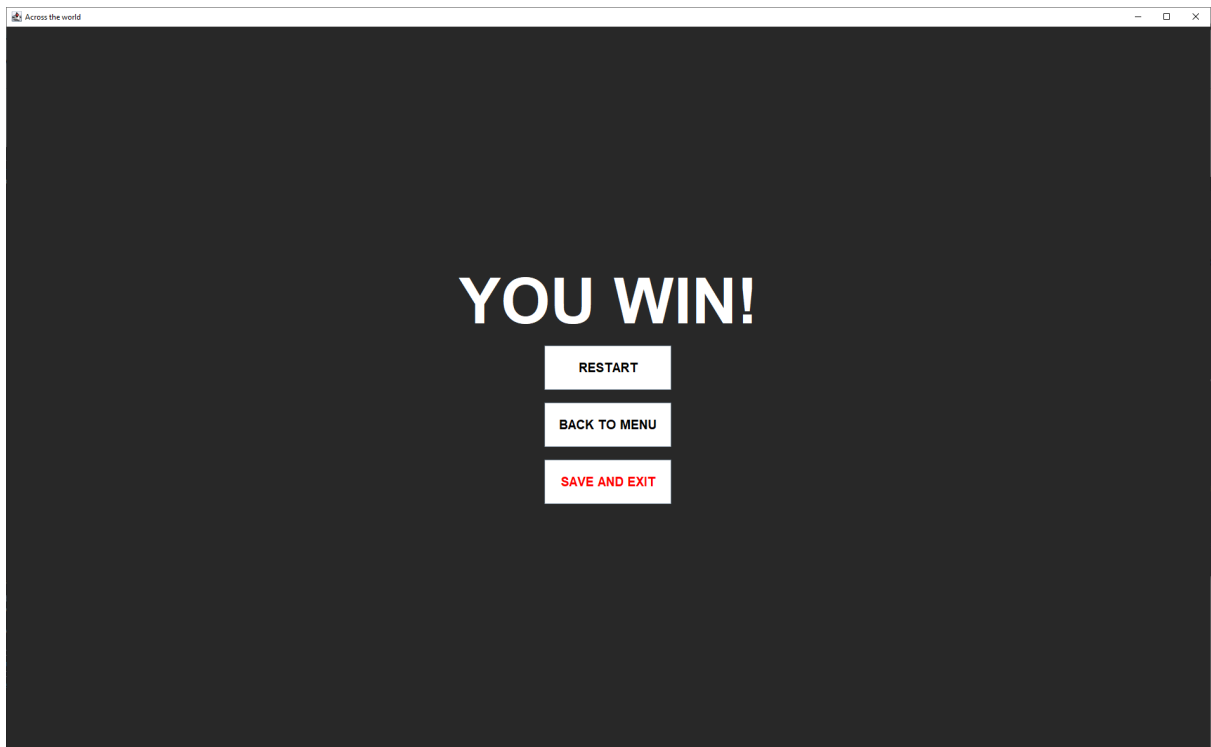 Across the world
YOU WIN!
RESTART
BACK TO MENU
SAVE AND EXIT